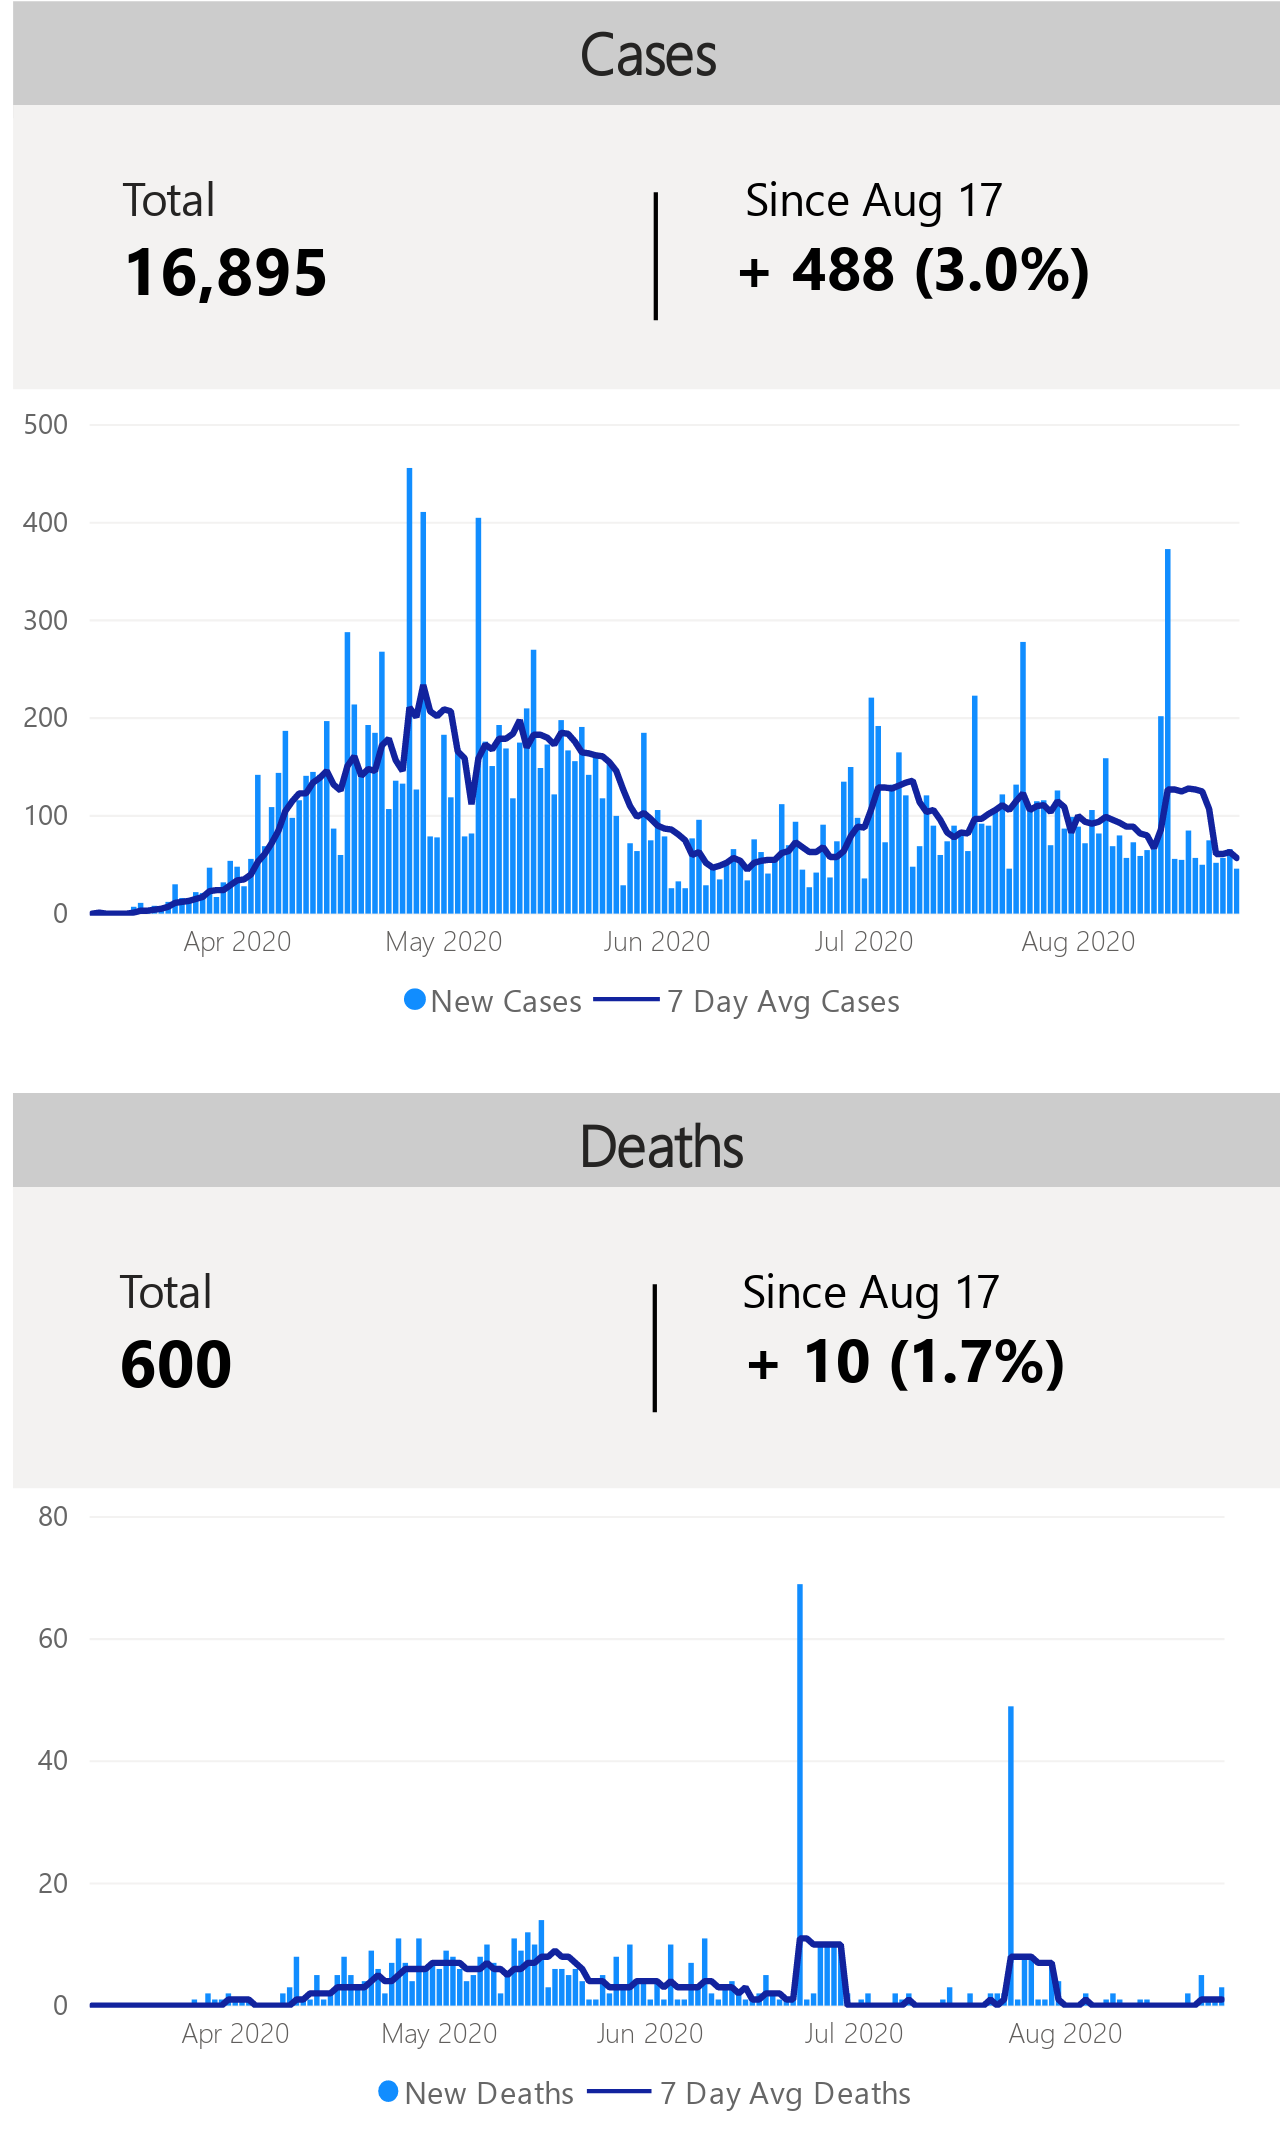 Cases
Total
Since Aug 17
16,895
+ 488 (3.0%)
500
400
300
200
100
0
Apr 2020
May 2020
Jun 2020
Jul 2020
Aug 2020
New Cases
7 Day Avg Cases
Deaths
Total
Since Aug 17
600
+ 10 (1.7%)
80
60
40
20
0
Apr 2020
May 2020
Jun 2020
Jul 2020
Aug 2020
New Deaths
7 Day Avg Deaths